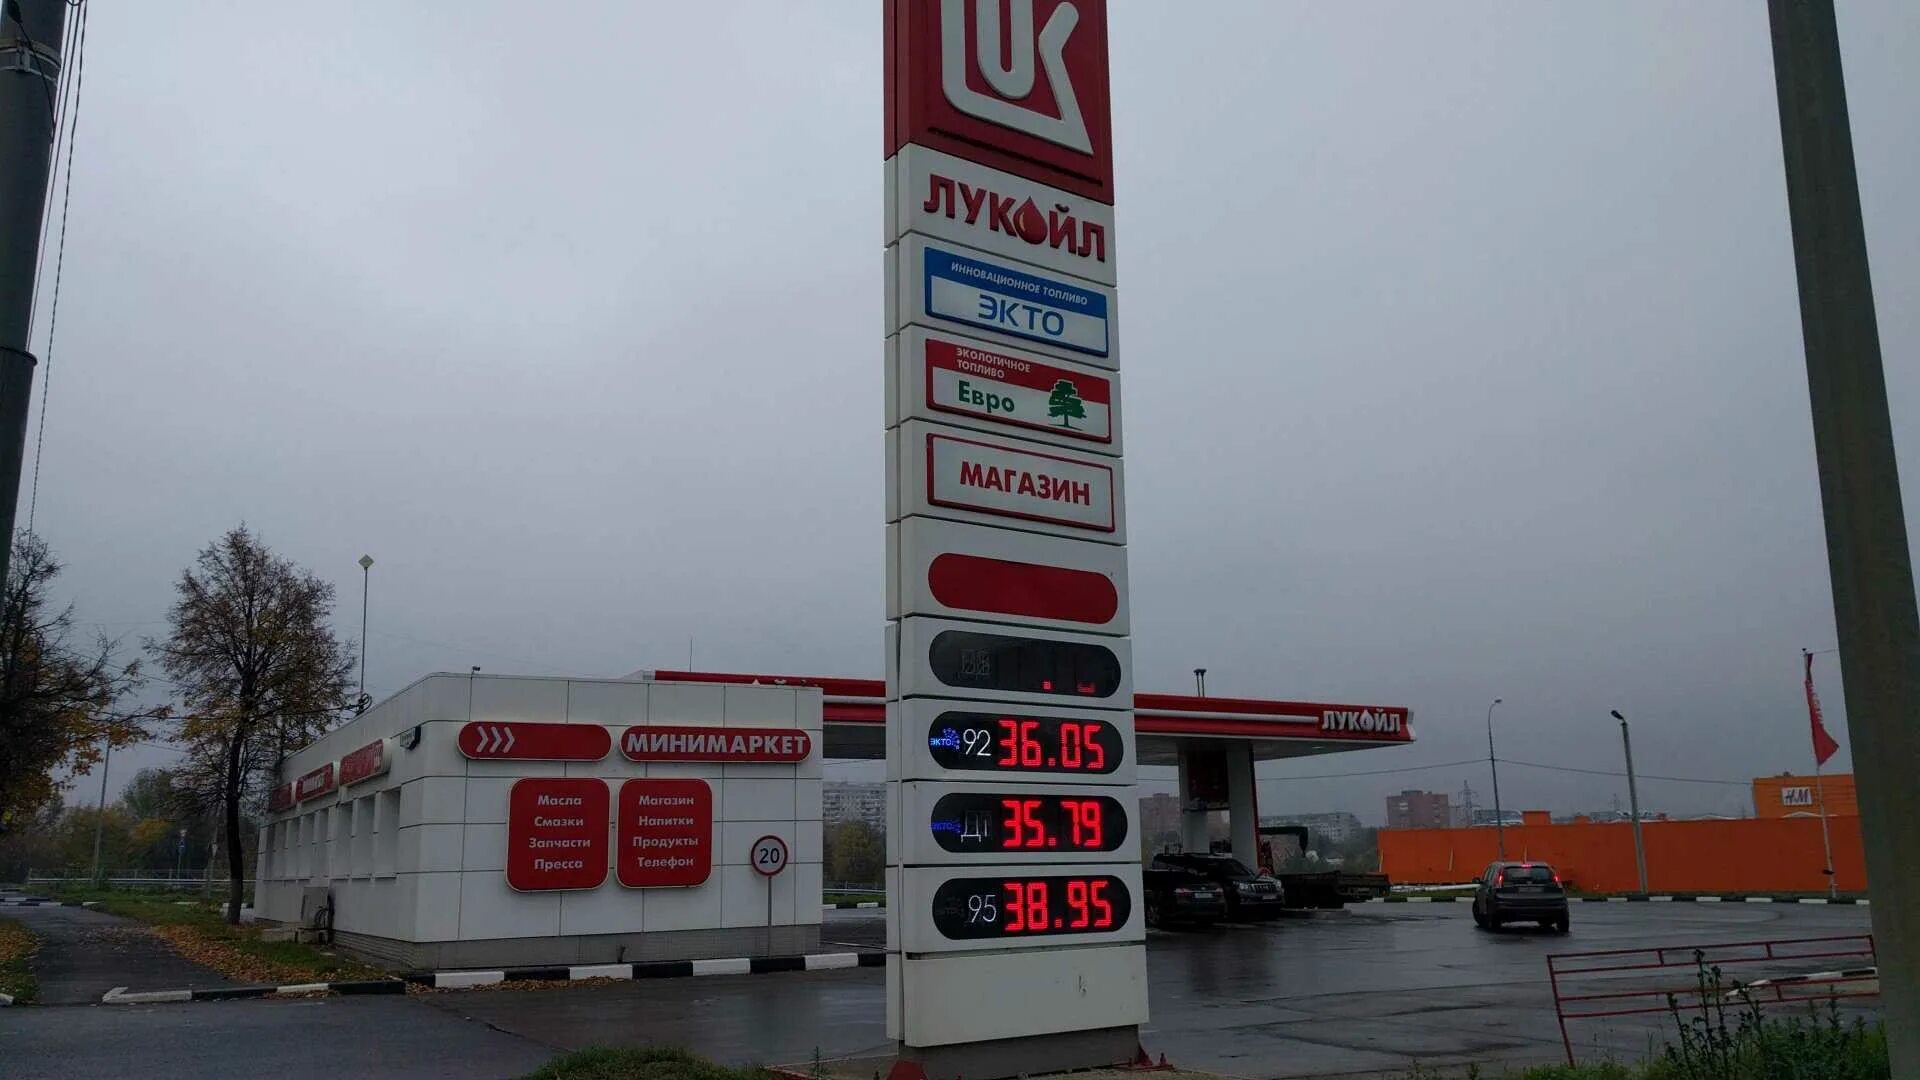 ЛУКОЙЛ
ИННОВАЦИОННОЕ ТОПЛИВО
ЭКТО
ЭКОЛОГИЧНОЕ
ТОПЛИВО
Евро
МАГАЗИН
ЭКТО 92 36.05
ЭКТО ДТ 35.79
95 38.95
МИНИМАРКЕТ
Масла
Смазки
Запчасти
Пресса
Магазин
Напитки
Продукты
Телефон
20
ЛУКОЙЛ
H&M